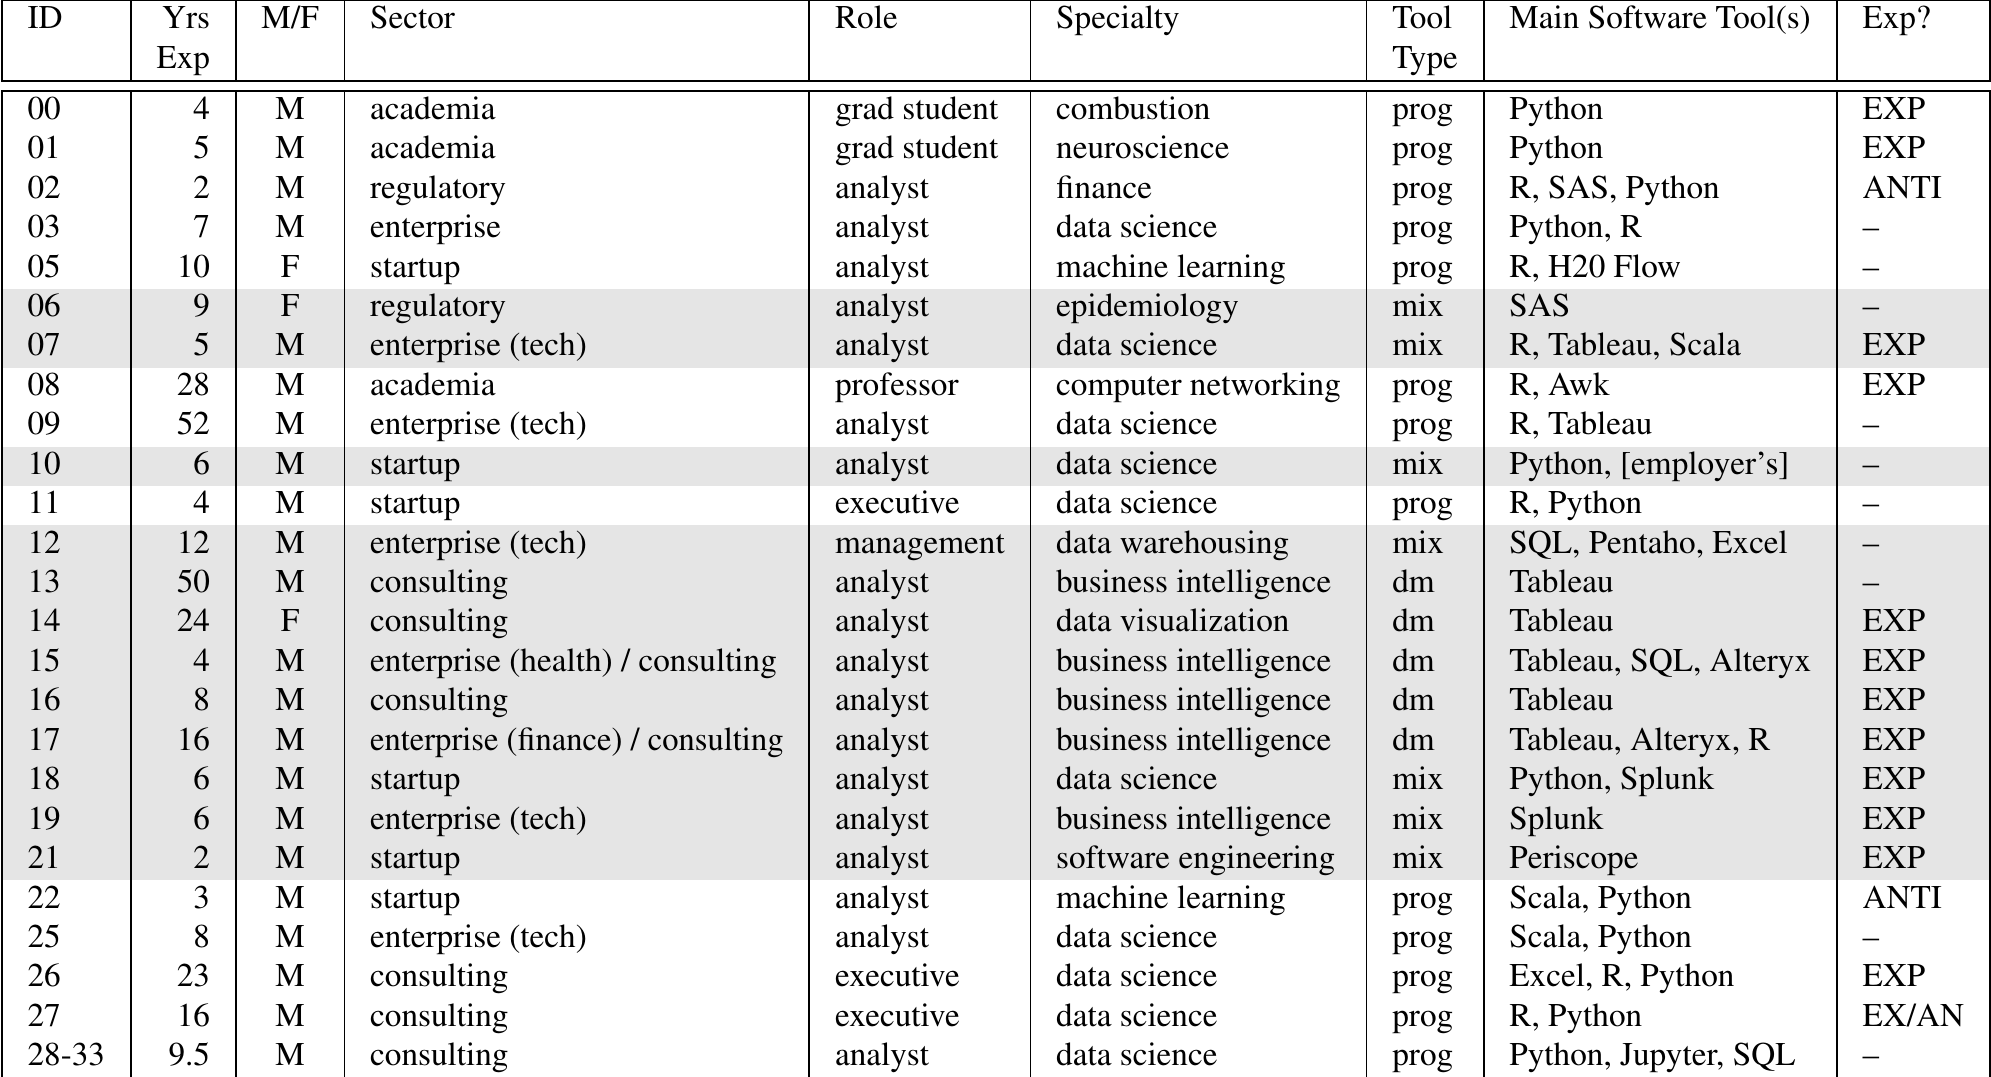 ID Yrs Exp M/F Sector Role Specialty Tool Type Main Software Tool(s) Exp?
00 4 M academia grad student combustion prog Python EXP
01 5 M academia grad student neuroscience prog Python EXP
02 2 M regulatory analyst finance prog R, SAS, Python ANTI
03 7 M enterprise analyst data science prog Python, R –
05 10 F startup analyst machine learning prog R, H20 Flow –
06 9 F regulatory analyst epidemiology mix SAS –
07 5 M enterprise (tech) analyst data science mix R, Tableau, Scala EXP
08 28 M academia professor computer networking prog R, Awk EXP
09 52 M enterprise (tech) analyst data science prog R, Tableau –
10 6 M startup analyst data science mix Python, [employer’s] –
11 4 M startup executive data science prog R, Python –
12 12 M enterprise (tech) management data warehousing mix SQL, Pentaho, Excel –
13 50 M consulting analyst business intelligence dm Tableau –
14 24 F consulting analyst data visualization dm Tableau EXP
15 4 M enterprise (health) / consulting analyst business intelligence dm Tableau, SQL, Alteryx EXP
16 8 M consulting analyst business intelligence dm Tableau EXP
17 16 M enterprise (finance) / consulting analyst business intelligence dm Tableau, Alteryx, R EXP
18 6 M startup analyst data science mix Python, Splunk EXP
19 6 M enterprise (tech) analyst business intelligence mix Splunk EXP
21 2 M startup analyst software engineering mix Periscope EXP
22 3 M startup analyst machine learning prog Scala, Python ANTI
25 8 M enterprise (tech) analyst data science prog Scala, Python –
26 23 M consulting executive data science prog Excel, R, Python EXP
27 16 M consulting executive data science prog R, Python EX/AN
28-33 9.5 M consulting analyst data science prog Python, Jupyter, SQL –